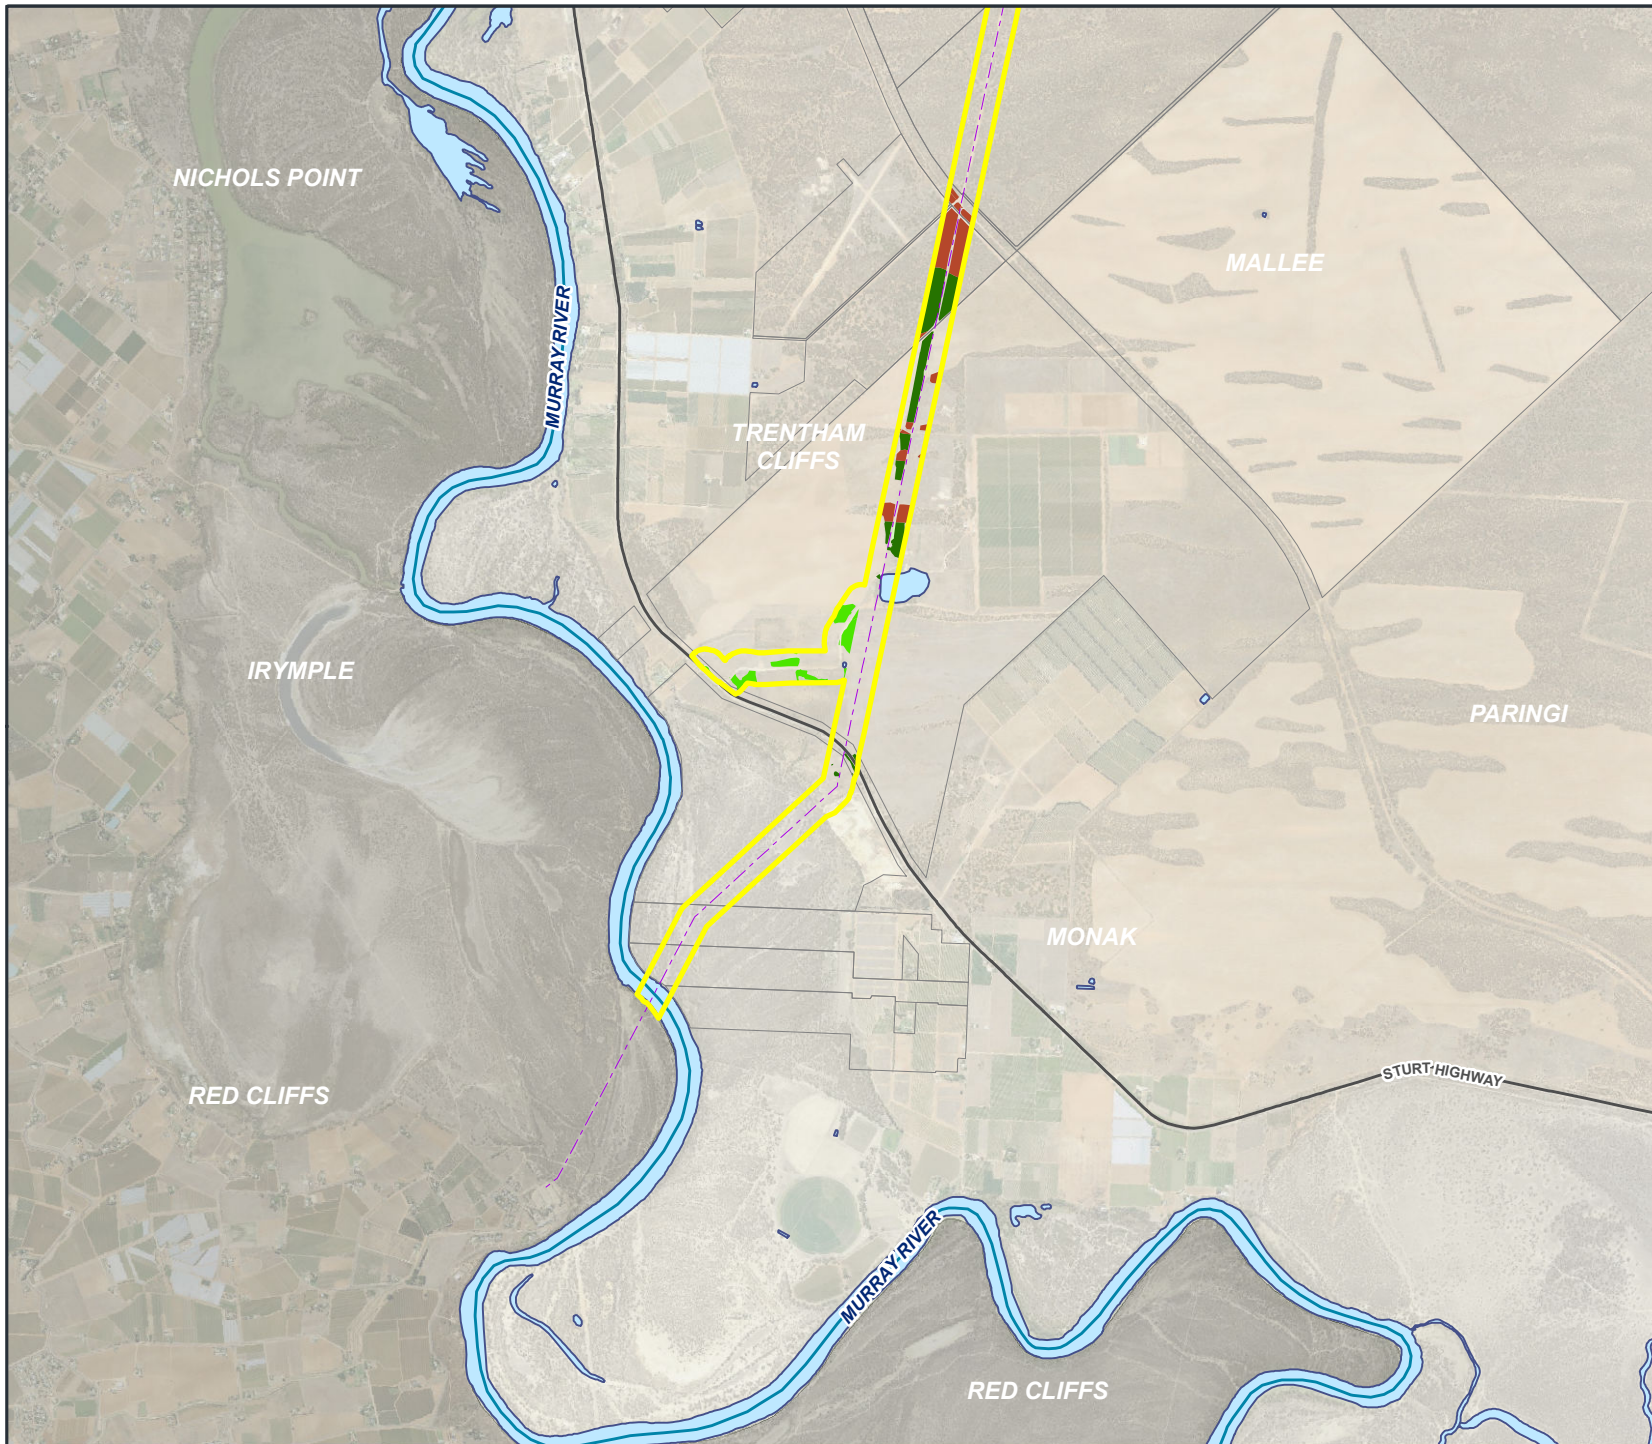 NICHOLS POINT
MALLEE
MURRAY RIVER
TRENTHAM
CLIFFS
IRYMPLE
PARINGI
MONAK
STURT HIGHWAY
RED CLIFFS
MURRAY RIVER
RED CLIFFS